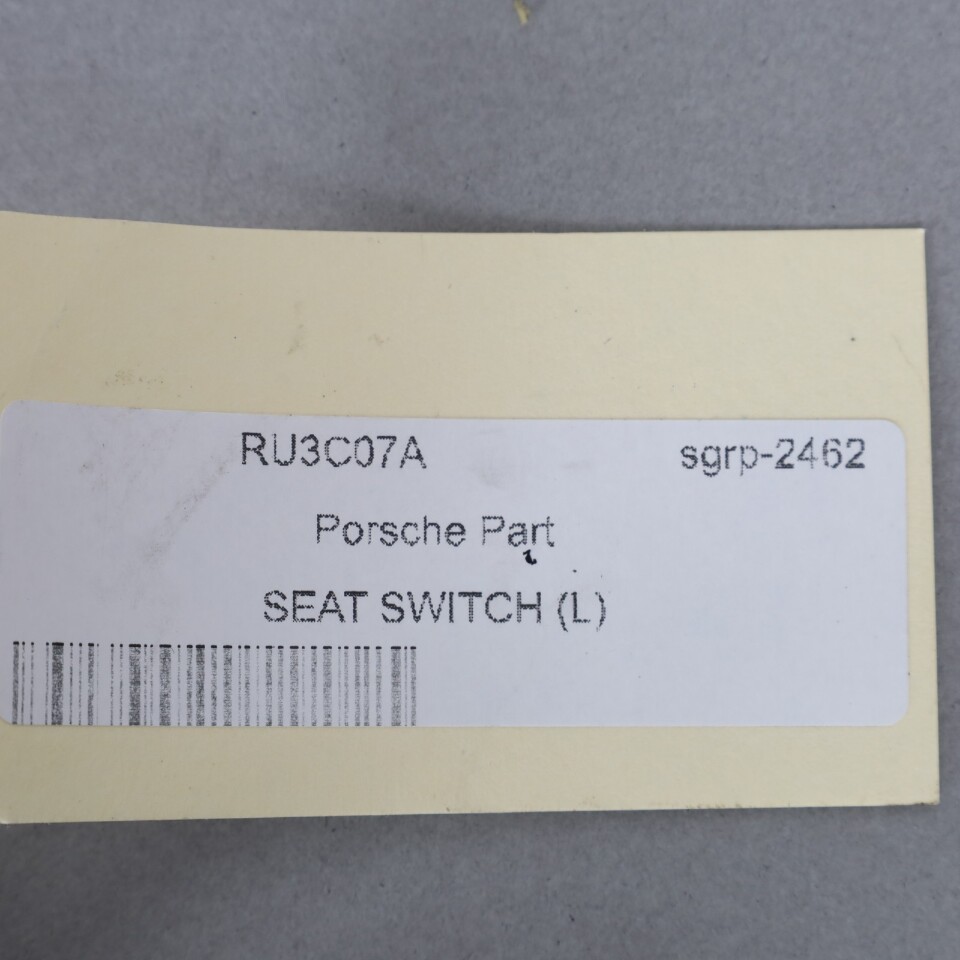 RU3C07A sgrp-2462
Porsche Part
SEAT SWITCH (L)